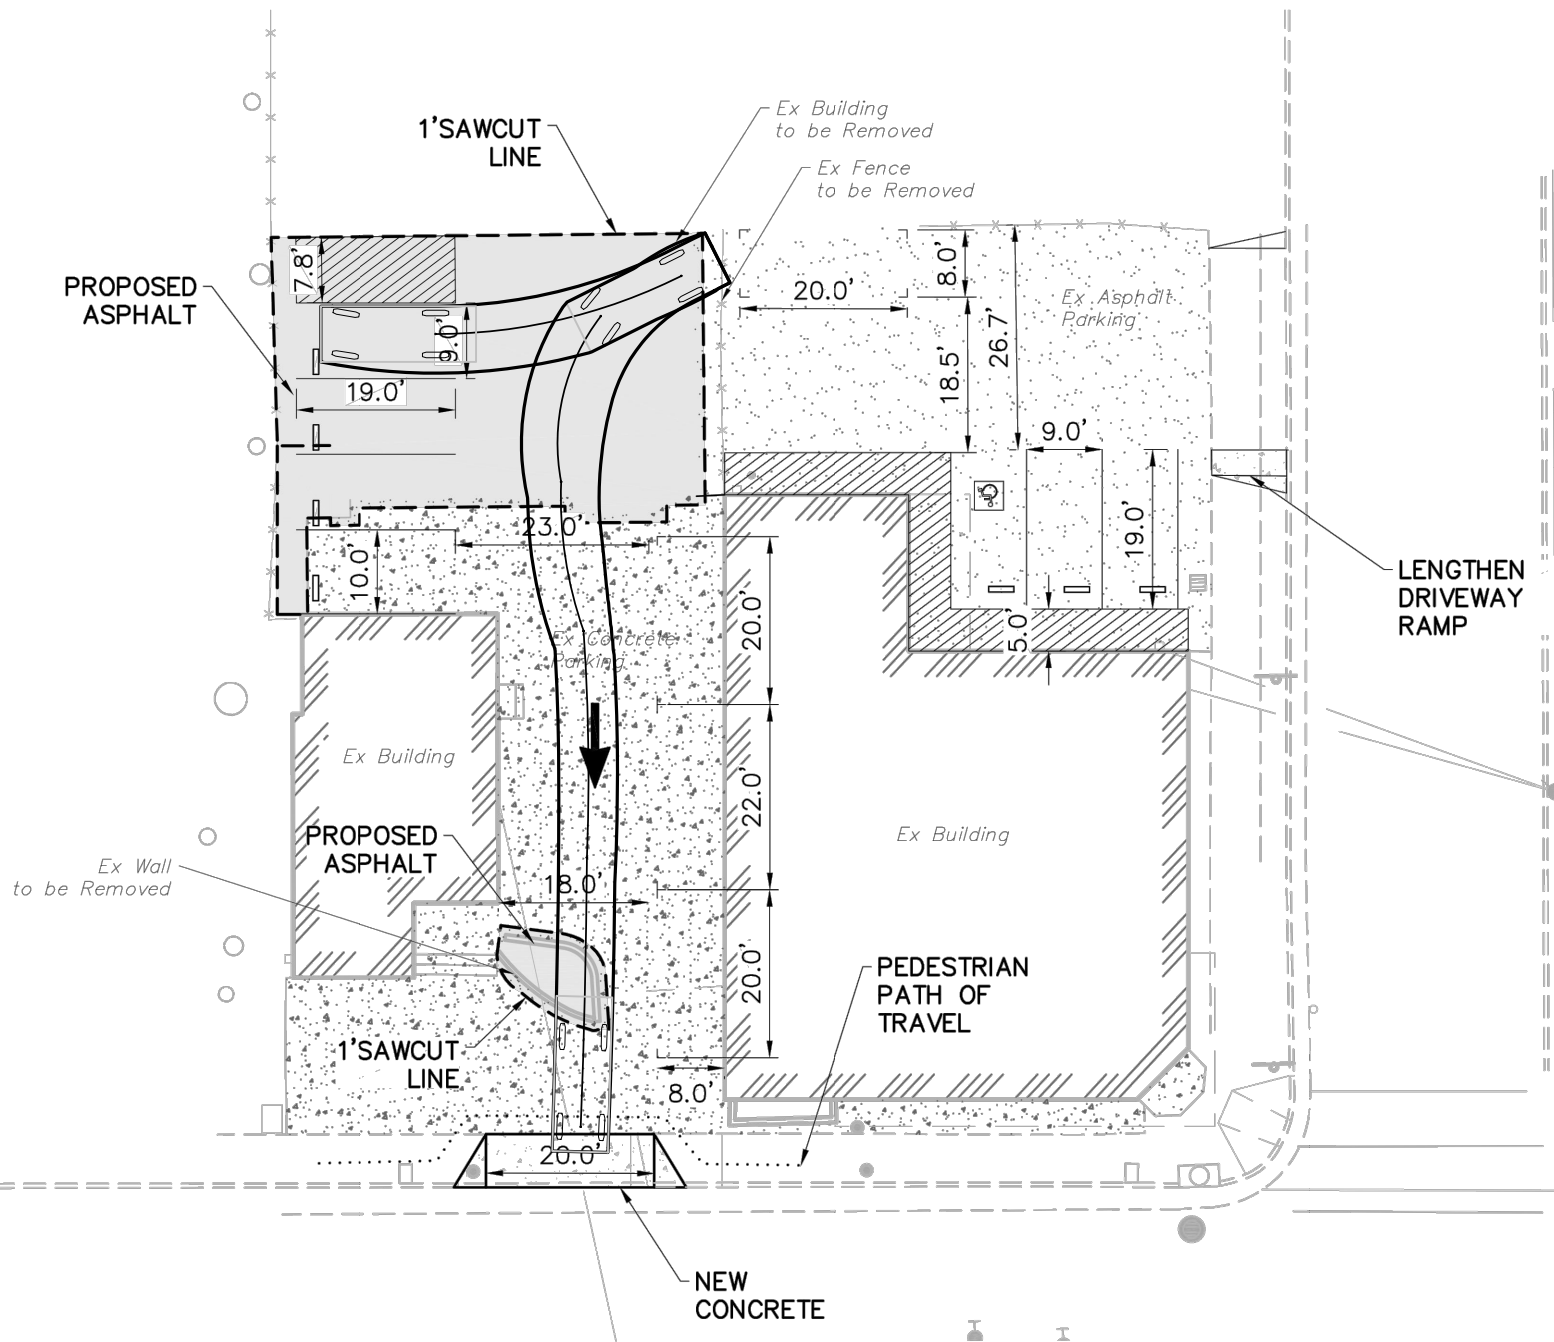 Ex Building
to be Removed
1'SAWCUT
LINE
Ex Fence
to be Removed
7.8'
PROPOSED
ASPHALT
8.0'
20.0'
Ex Asphalt
Parking
9.0'
26.7'
18.5'
19.0'
9.0'
19.0'
23.0'
10.0'
LENGTHEN
DRIVEWAY
RAMP
20.0'
5.0'
Ex Concrete
Parking
Ex Building
22.0'
PROPOSED
ASPHALT
Ex Building
Ex Wall
to be Removed
18.0'
20.0'
PEDESTRIAN
PATH OF
TRAVEL
1'SAWCUT
LINE
8.0'
20.0'
NEW
CONCRETE